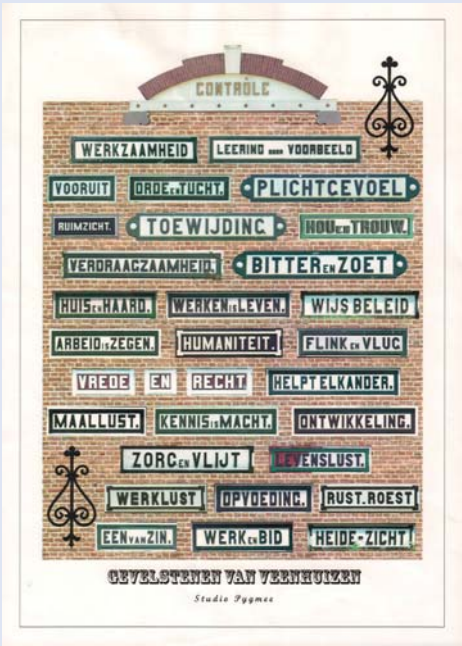 CONTRÔLE
WERKZAAMHEID LEERING DOOR VOORBEELD
VOORUIT ORDE EN TUCHT. PLICHTGEVOEL
RUIMZICHT. TOEWIJDING. HOU EN TROUW.
VERDRAAGZAAMHEID. BITTER EN ZOET
HUIS EN HAARD. WERKEN IS LEVEN. WIJS BELEID
ARBEID IS ZEGEN. HUMANITEIT. FLINK EN VLUG
VREDE EN RECHT. HELPT ELKANDER.
MAALLUST. KENNIS IS MACHT. ONTWIKKELING.
ZORG EN VLIJT LEVENSLUST.
WERKLUST OPVOEDING. RUST.ROEST
EEN VAN ZIN. WERK EN BID HEIDE-ZICHT!
GEVELSTENEN VAN VEENHUIZEN
Studio Pygmee